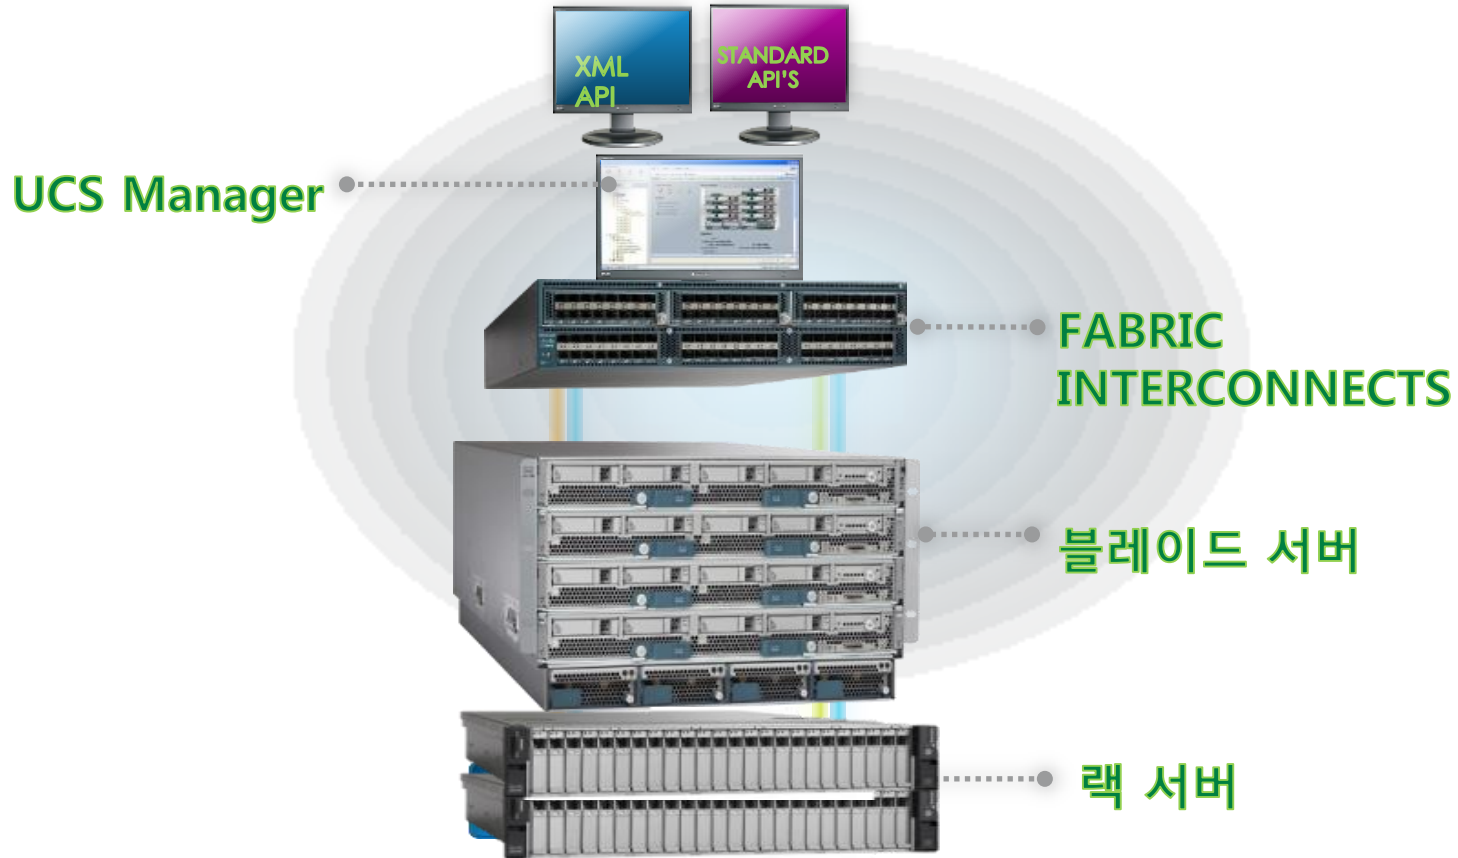 XML
API
STANDARD
API'S
UCS Manager
FABRIC
INTERCONNECTS
블레이드 서버
랙 서버